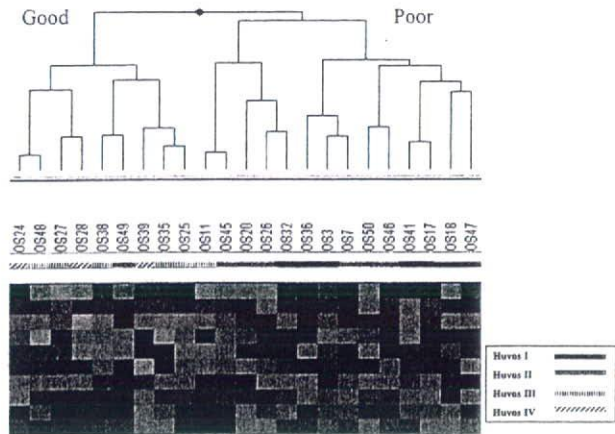 Good Poor
OS24 OS48 OS27 OS28 OS38 OS49 OS39 OS35 OS25 OS11 OS45 OS20 OS26 OS32 OS36 OS3 OS7 OS50 OS46 OS41 OS17 OS18 OS47
Huvos I
Huvos II
Huvos III
Huvos IV